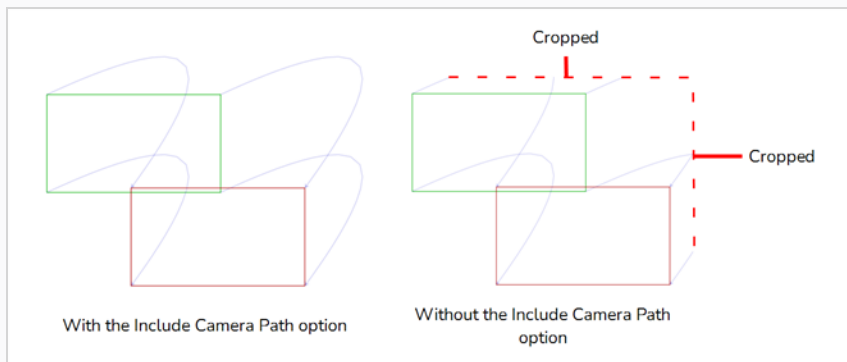 Cropped
Cropped
With the Include Camera Path option
Without the Include Camera Path
option